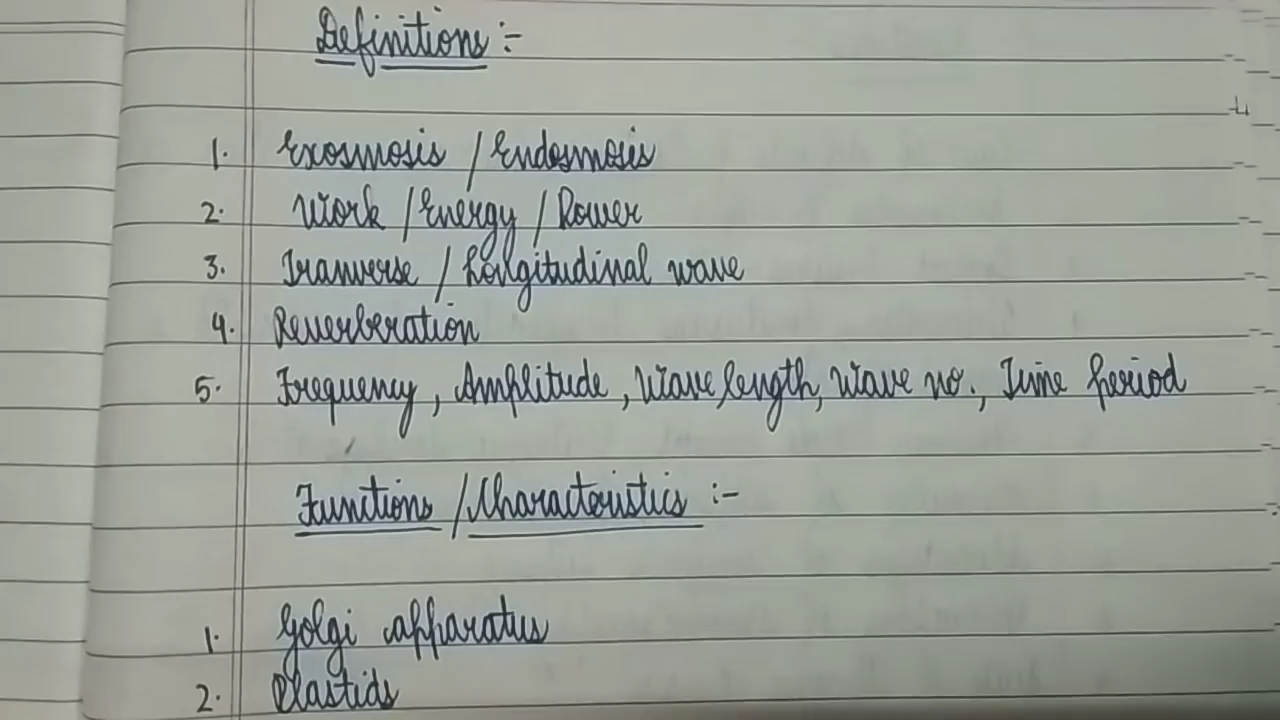 Definitions :-
1. Exosmosis / Endosmosis
2. Work / Energy / Power
3. Tranverse / Longitudinal wave
4. Reverberation
5. Frequency, Amplitude, Wave length, Wave no., Time Period
Functions / Characteristics :-
1. Golgi apparatus
2. Plastids